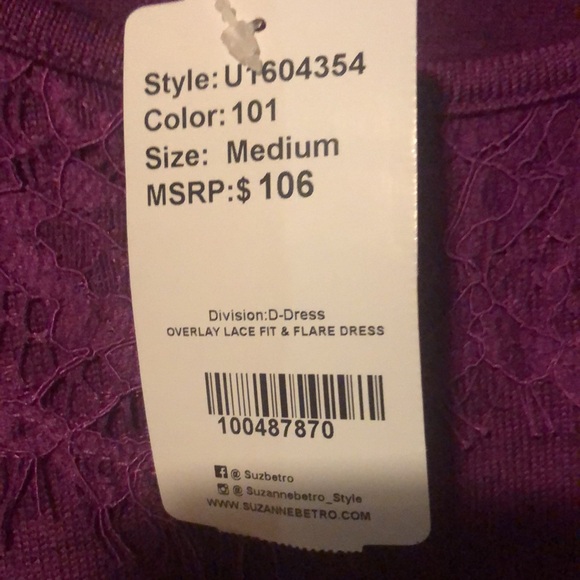 Style: U1604354
Color: 101
Size: Medium
MSRP:$ 106
Division:D-Dress
OVERLAY LACE FIT & FLARE DRESS
100487870
@ Suzbetro
@ Suzannebetro_Style
WWW.SUZANNEBETRO.COM